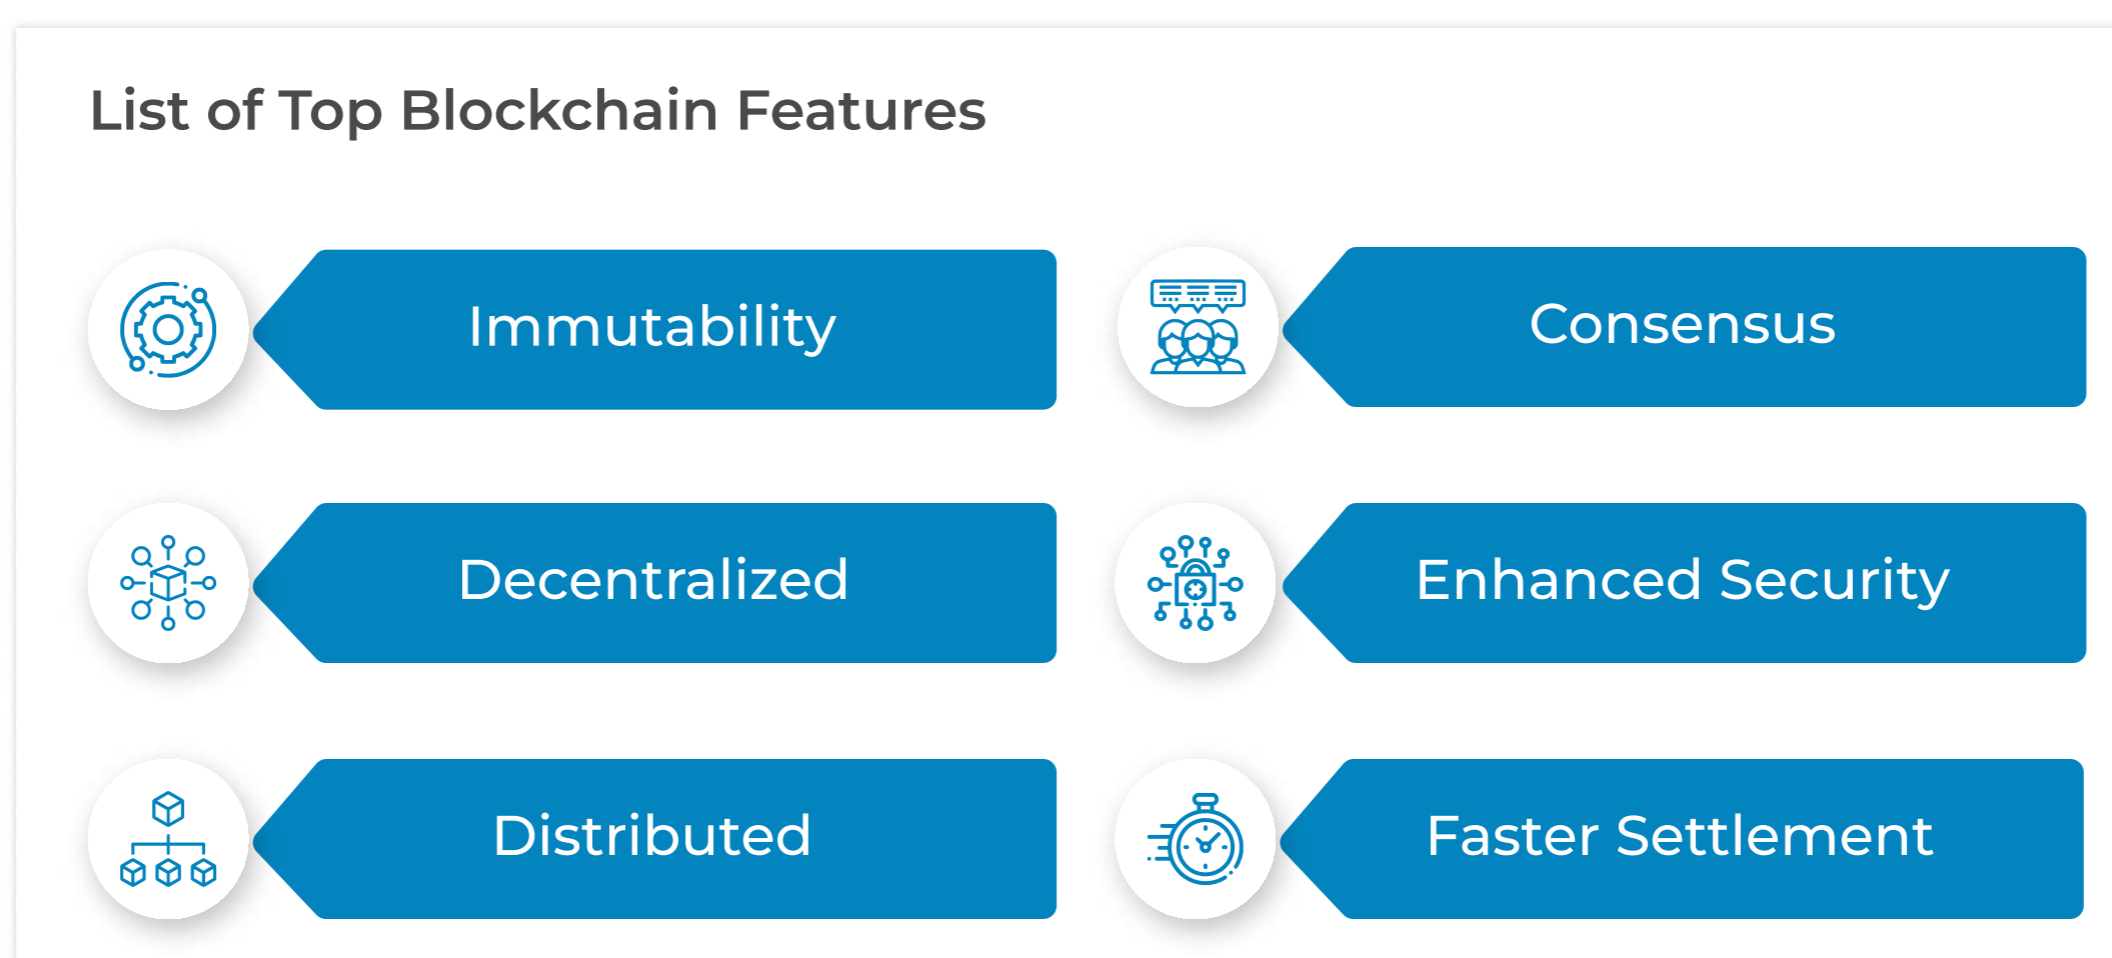 List of Top Blockchain Features
Immutability
Consensus
Decentralized
Enhanced Security
Distributed
Faster Settlement